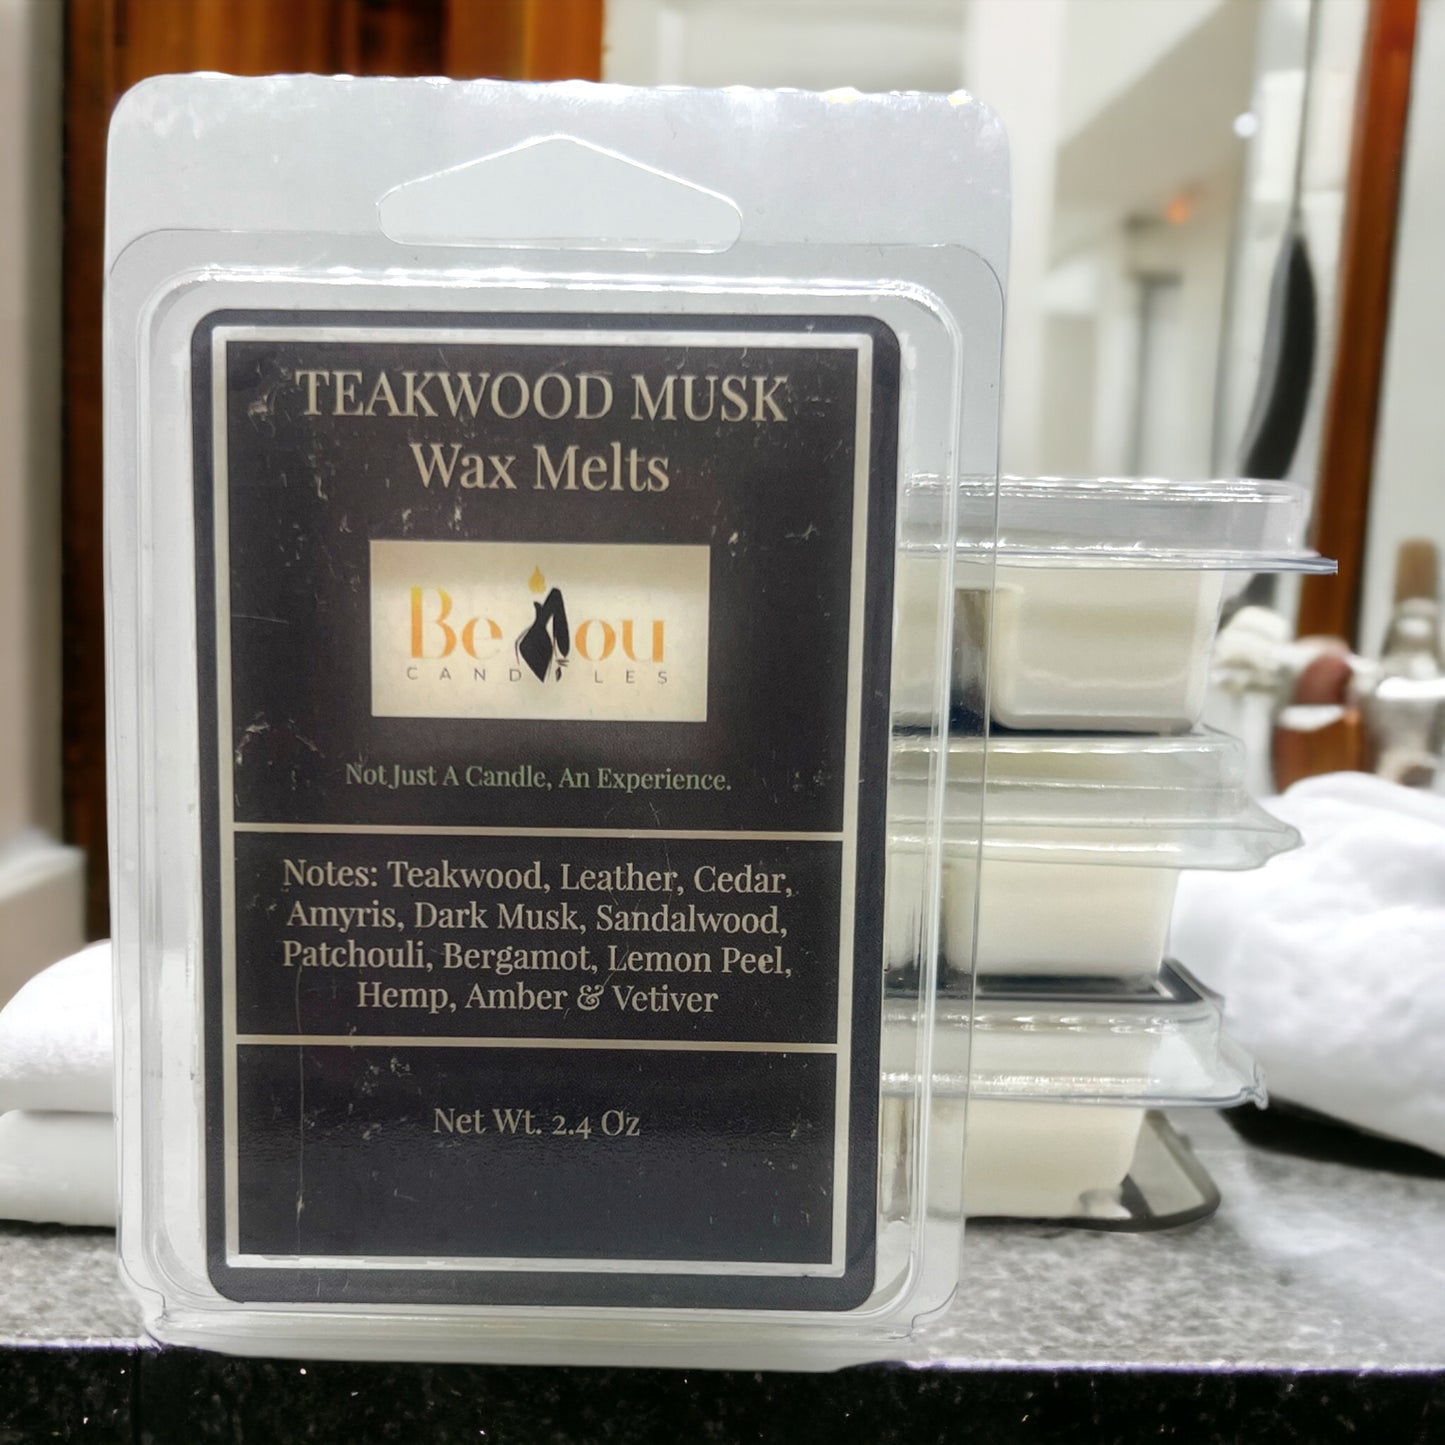 TEAKWOOD MUSK
Wax Melts
Be You
CANDLES
Not Just A Candle, An Experience.
Notes: Teakwood, Leather, Cedar,
Amyris, Dark Musk, Sandalwood,
Patchouli, Bergamot, Lemon Peel,
Hemp, Amber & Vetiver
Net Wt. 2.4 Oz